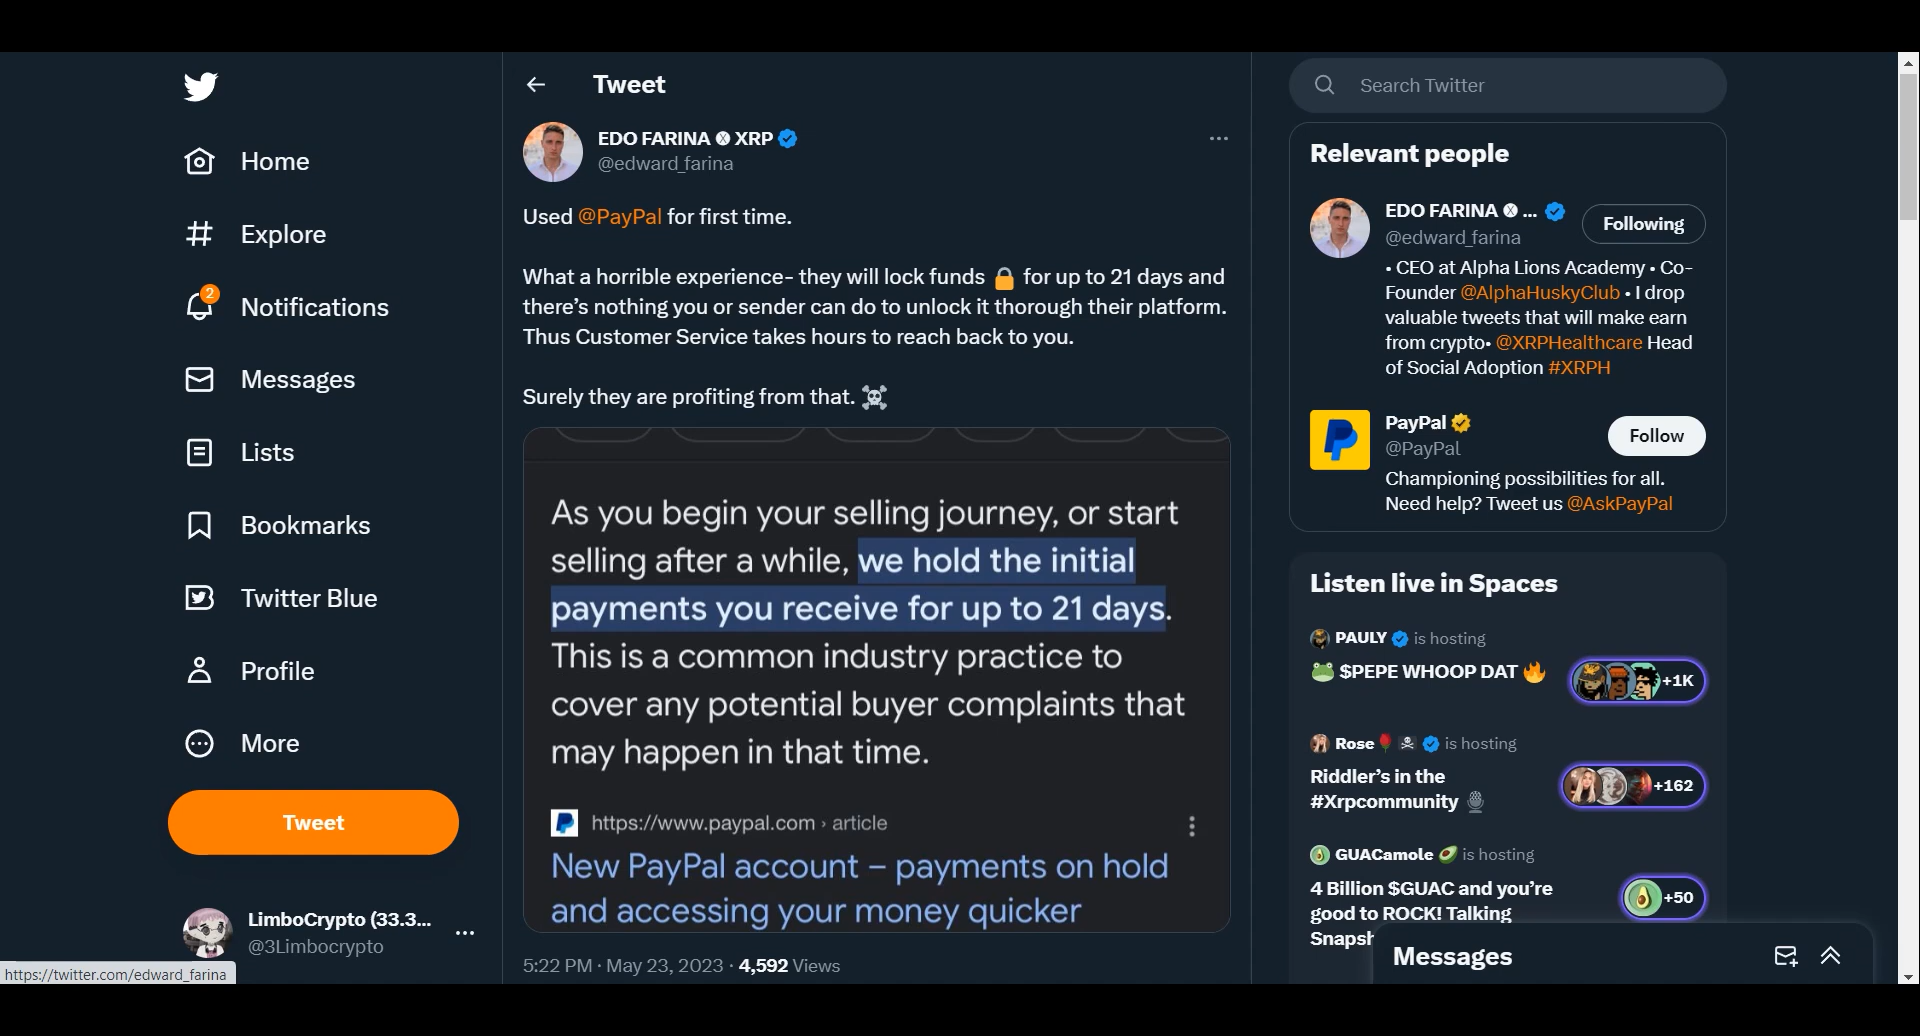 Home
Explore
2
Notifications
Messages
Lists
Bookmarks
Twitter Blue
Profile
More
Tweet
LimboCrypto (33.3...
@3Limbocrypto
https://twitter.com/edward_farina
Tweet
EDO FARINA XRP
@edward_farina
Used @PayPal for first time.
What a horrible experience- they will lock funds 🔒 for up to 21 days and
there's nothing you or sender can do to unlock it thorough their platform.
Thus Customer Service takes hours to reach back to you.
Surely they are profiting from that. ☠️
As you begin your selling journey, or start
selling after a while, we hold the initial
payments you receive for up to 21 days.
This is a common industry practice to
cover any potential buyer complaints that
may happen in that time.
https://www.paypal.com › article
New PayPal account – payments on hold
and accessing your money quicker
5:22 PM · May 23, 2023 · 4,592 Views
Search Twitter
Relevant people
EDO FARINA ...
Following
@edward_farina
• CEO at Alpha Lions Academy • Co-
Founder @AlphaHuskyClub • I drop
valuable tweets that will make earn
from crypto• @XRPHealthcare Head
of Social Adoption #XRPH
PayPal
Follow
@PayPal
Championing possibilities for all.
Need help? Tweet us @AskPayPal
Listen live in Spaces
PAULY is hosting
🐸 $PEPE WHOOP DAT 🔥
+1K
Rose🌹☠️ is hosting
Riddler's in the
#Xrpcommunity 🎙️
+162
GUACamole 🥑 is hosting
4 Billion $GUAC and you're
good to ROCK! Talking
Snapsh
+50
Messages